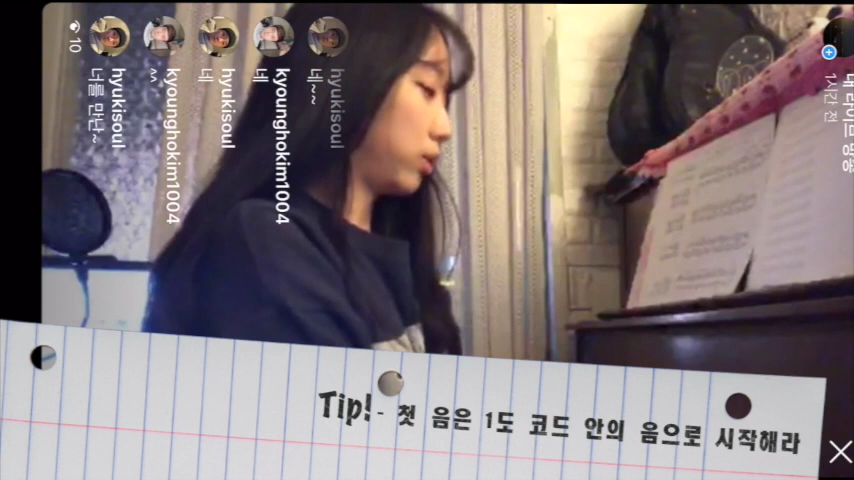 내 라이브 방송
1시간 전
hyukisoul
네~~
kyounghokim1004
네
hyukisoul
네
kyounghokim1004
^^
hyukisoul
너를 만난~
10
Tip!- 첫 음은 1도 코드 안의 음으로 시작해라